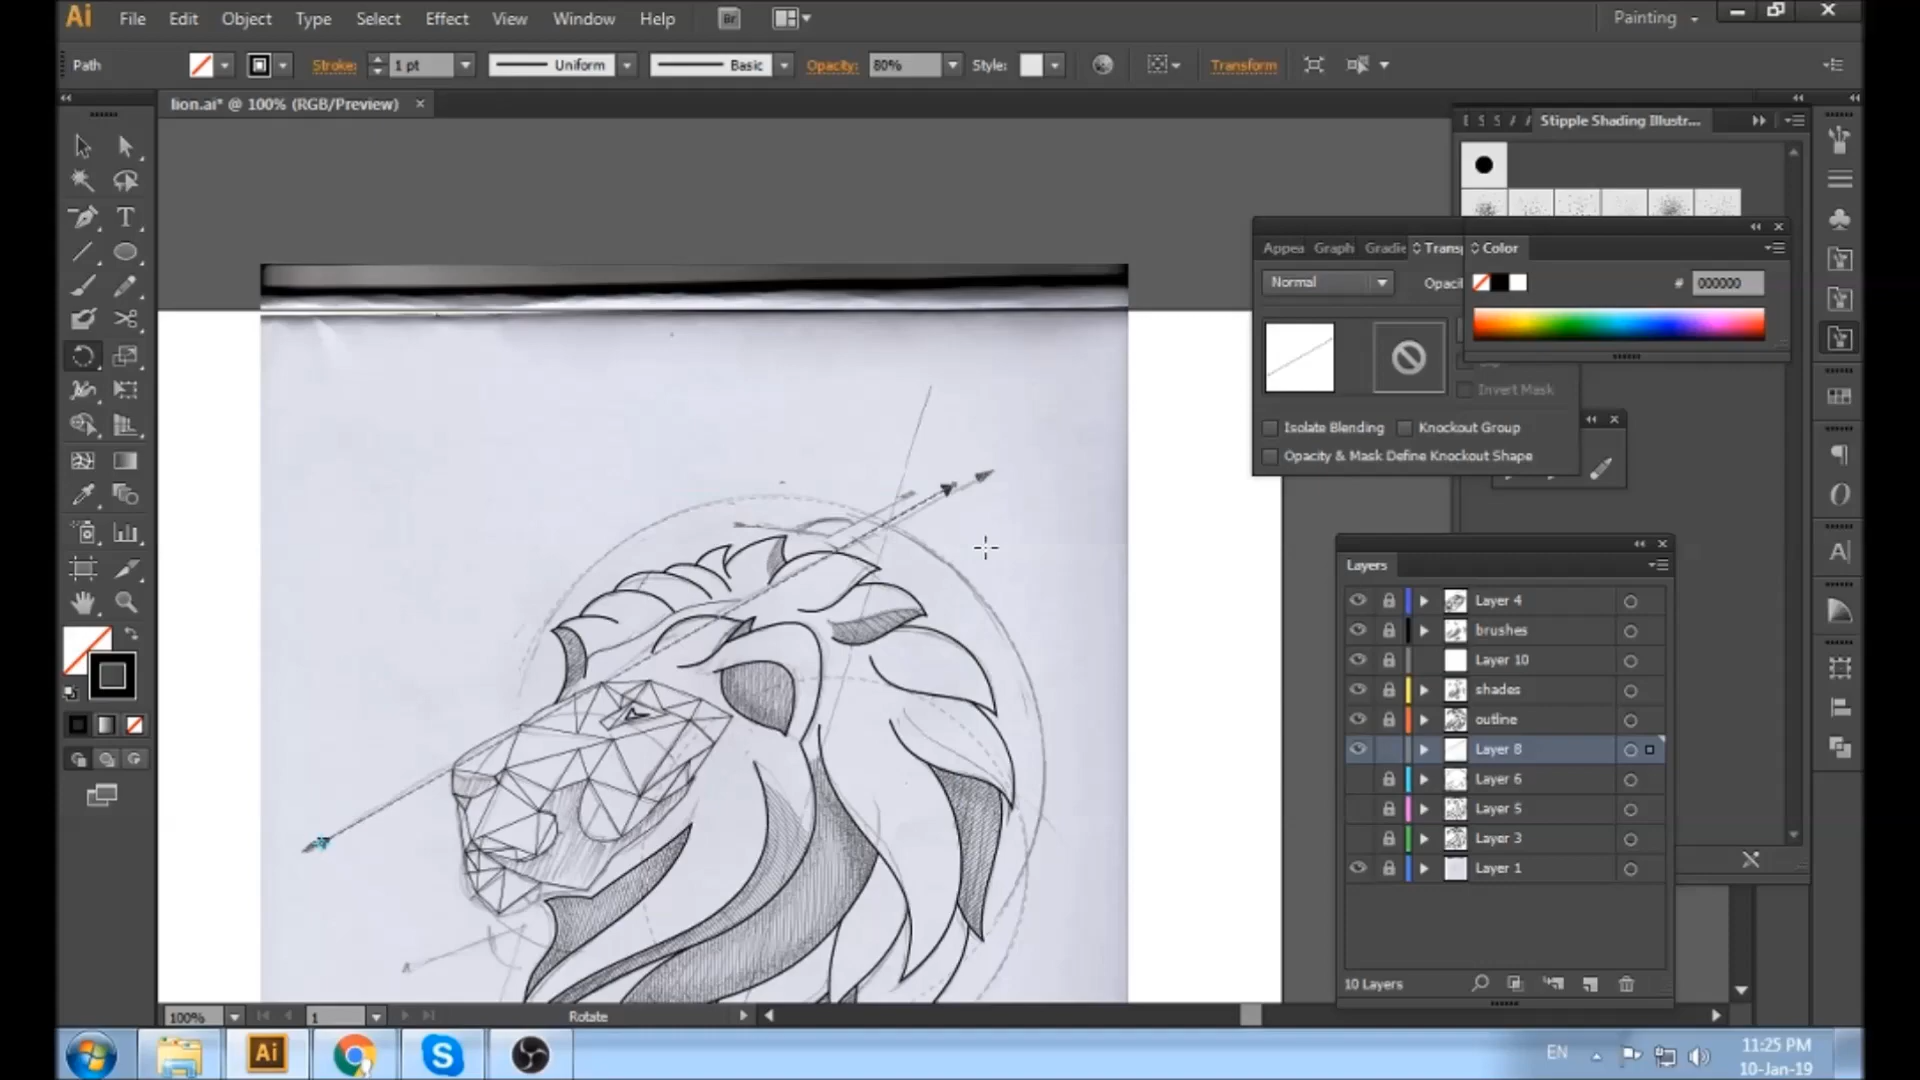 Ai File Edit Object Type Select Effect View Window Help Br Painting
Path Stroke: 1 pt Uniform Basic Opacity: 80% Style: Transform
lion.ai* @ 100% (RGB/Preview)
Stipple Shading Illustr...
Appea Graph Gradie Transp Color
Normal Opaci # 000000
Invert Mask
Isolate Blending Knockout Group
Opacity & Mask Define Knockout Shape
Layers
Layer 4
brushes
Layer 10
shades
outline
Layer 8
Layer 6
Layer 5
Layer 3
Layer 1
10 Layers
100% 1 Rotate
Ai EN 11:25 PM
10-Jan-19